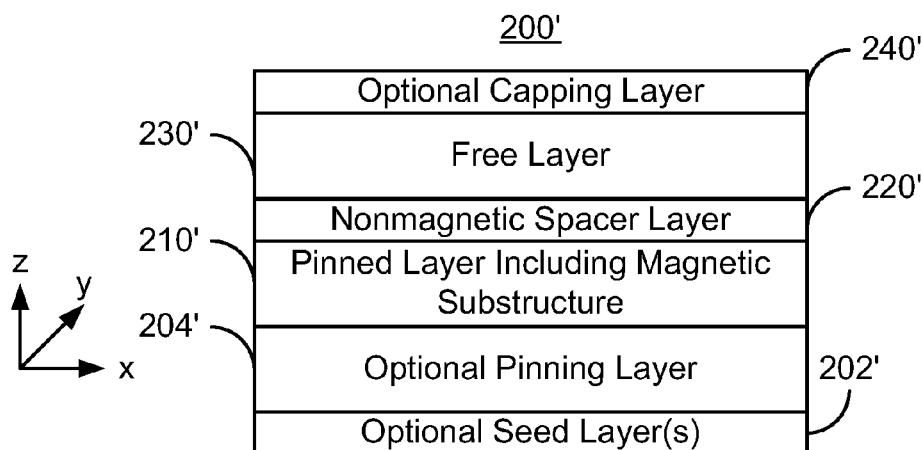 200'
240'
Optional Capping Layer
230'
Free Layer
220'
Nonmagnetic Spacer Layer
210'
Pinned Layer Including Magnetic
Substructure
z
y
x
204'
Optional Pinning Layer
202'
Optional Seed Layer(s)